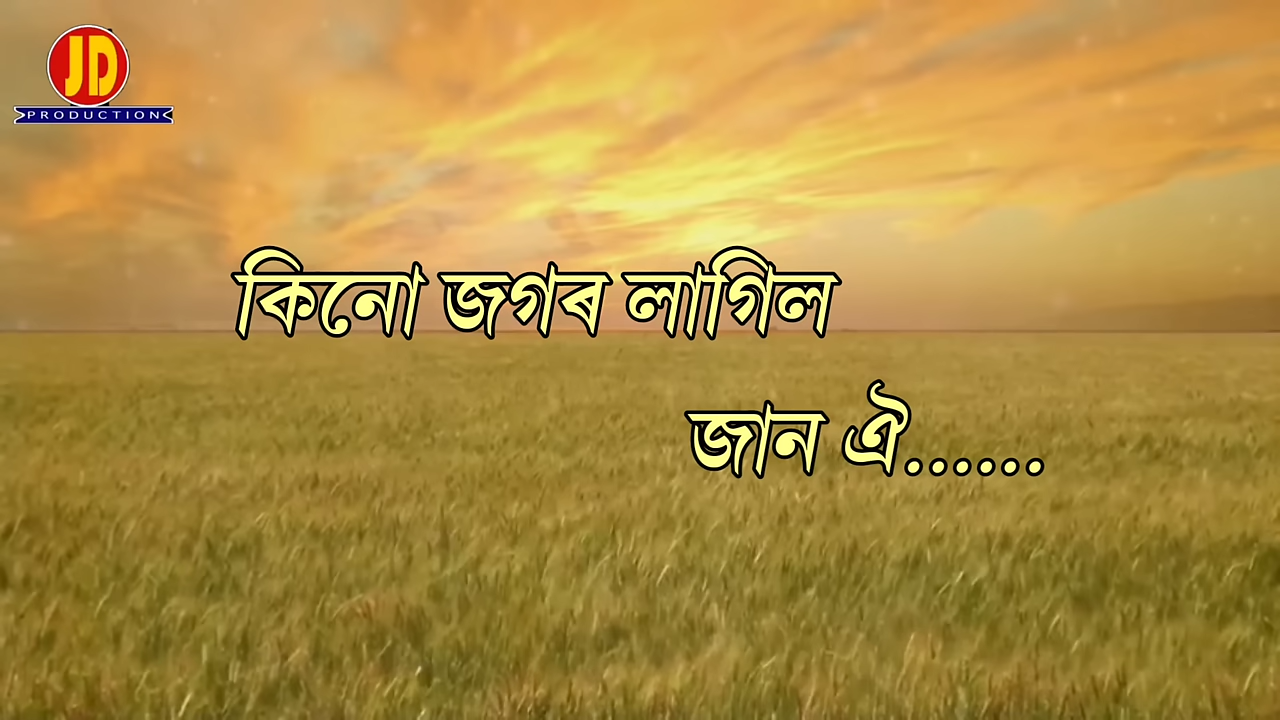 JD
PRODUCTION
কিনো জগৰ লাগিল
জান ঐ......